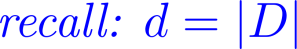 recall: d = |D|